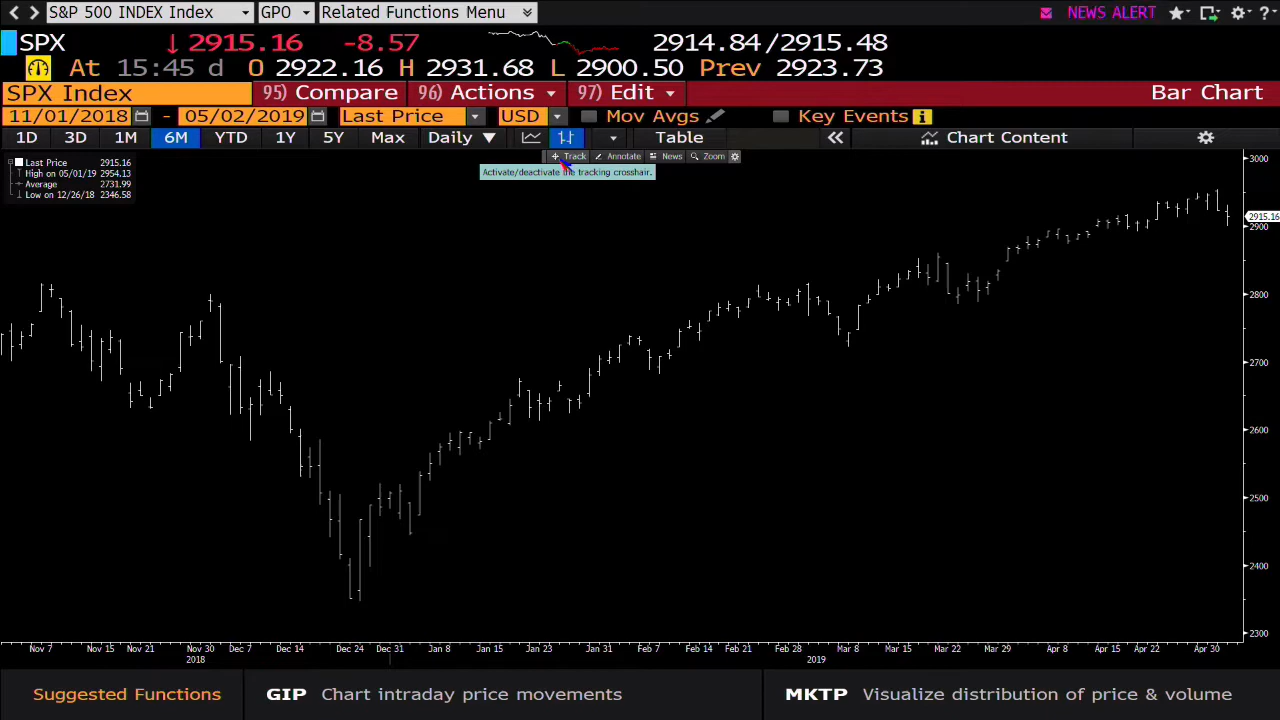 S&P 500 INDEX Index GPO Related Functions Menu NEWS ALERT ?
SPX ↓ 2915.16 -8.57 2914.84/2915.48
At 15:45 d O 2922.16 H 2931.68 L 2900.50 Prev 2923.73
SPX Index 95) Compare 96) Actions 97) Edit Bar Chart
11/01/2018 - 05/02/2019 Last Price USD Mov Avgs Key Events i
1D 3D 1M 6M YTD 1Y 5Y Max Daily ▼ Table « Chart Content
Track Annotate News Zoom
Activate/deactivate the tracking crosshair.
Last Price 2915.16
High on 05/01/19 2954.13
Average 2731.99
Low on 12/26/18 2346.58
3000
2915.16
2900
2800
2700
2600
2500
2400
2300
Nov 7 Nov 15 Nov 21 Nov 30 Dec 7 Dec 14 Dec 24 Dec 31 Jan 8 Jan 15 Jan 23 Jan 31 Feb 7 Feb 14 Feb 21 Feb 28 Mar 8 Mar 15 Mar 22 Mar 29 Apr 8 Apr 15 Apr 22 Apr 30
2018 2019
Suggested Functions GIP Chart intraday price movements MKTP Visualize distribution of price & volume